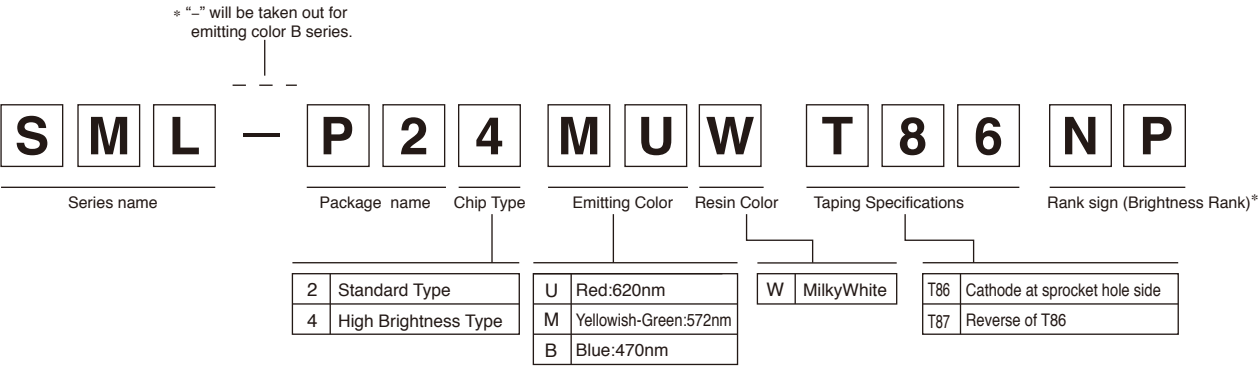 * “–” will be taken out for
emitting color B series.
S M L – P 2 4 M U W T 8 6 N P
Series name Package name Chip Type Emitting Color Resin Color Taping Specifications Rank sign (Brightness Rank)*
2 Standard Type U Red:620nm W MilkyWhite T86 Cathode at sprocket hole side
4 High Brightness Type M Yellowish-Green:572nm T87 Reverse of T86
B Blue:470nm